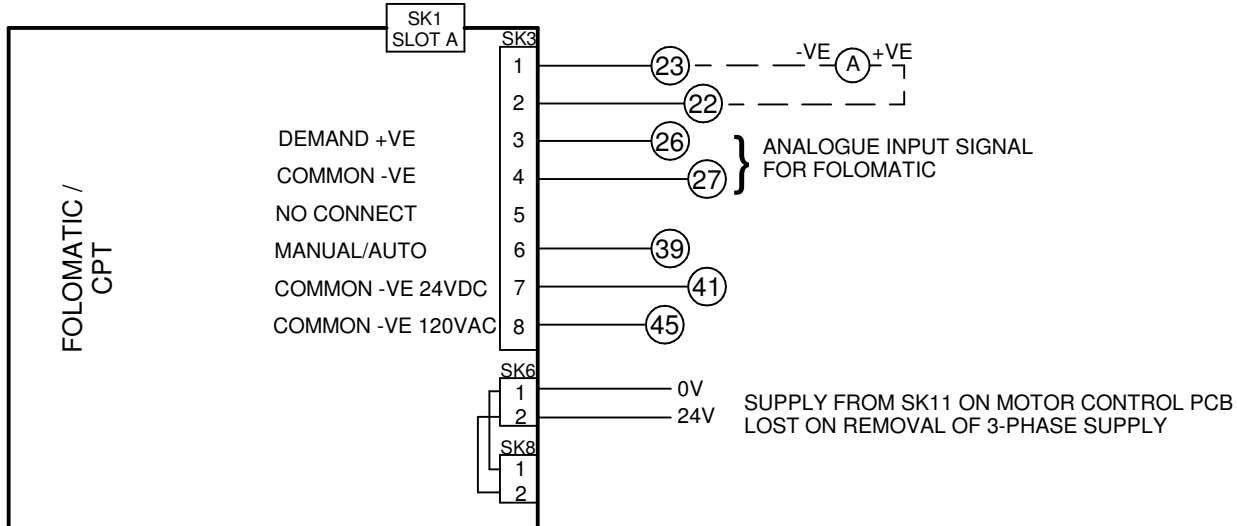 SK1
SLOT A
SK3
1
23
-VE
A
+VE
2
22
DEMAND +VE
3
26
COMMON -VE
4
27
}
ANALOGUE INPUT SIGNAL
FOR FOLOMATIC
NO CONNECT
5
MANUAL/AUTO
6
39
COMMON -VE 24VDC
7
41
COMMON -VE 120VAC
8
45
FOLOMATIC /
CPT
SK6
1
0V
2
24V
SUPPLY FROM SK11 ON MOTOR CONTROL PCB
LOST ON REMOVAL OF 3-PHASE SUPPLY
SK8
1
2